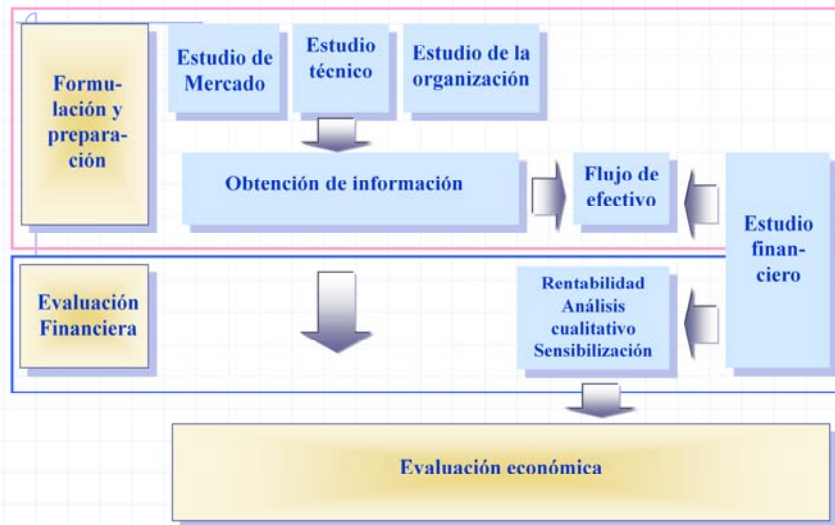 Formu-
lación y
prepara-
ción
Estudio de
Mercado
Estudio
técnico
Estudio de la
organización
Obtención de información
Flujo de
efectivo
Estudio
finan-
ciero
Evaluación
Financiera
Rentabilidad
Análisis
cualitativo
Sensibilización
Evaluación económica